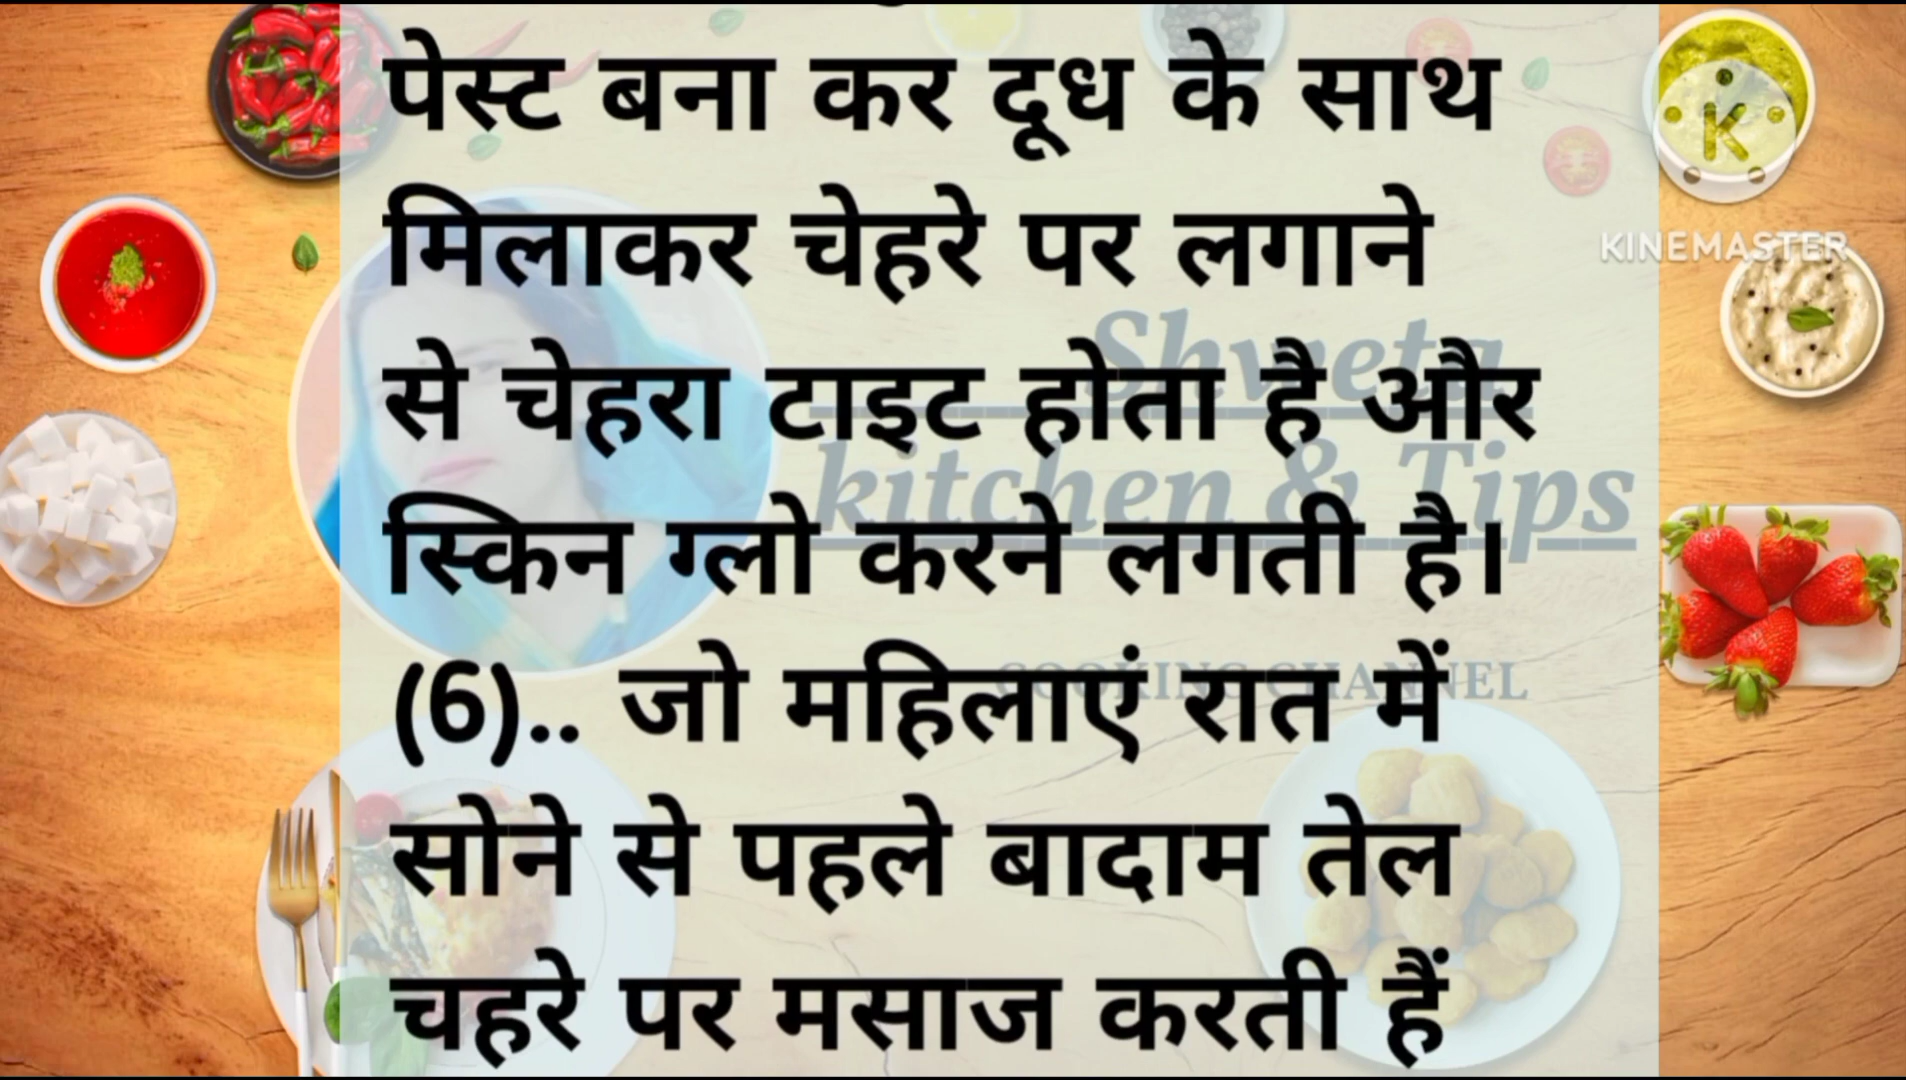 पेस्ट बना कर दूध के साथ
मिलाकर चेहरे पर लगाने
से चेहरा टाइट होता है और
स्किन ग्लो करने लगती है।
(6).. जो महिलाएं रात में
सोने से पहले बादाम तेल
चहरे पर मसाज करती हैं
K
KINEMASTER
Shweta
kitchen & Tips
COOKING CHANNEL